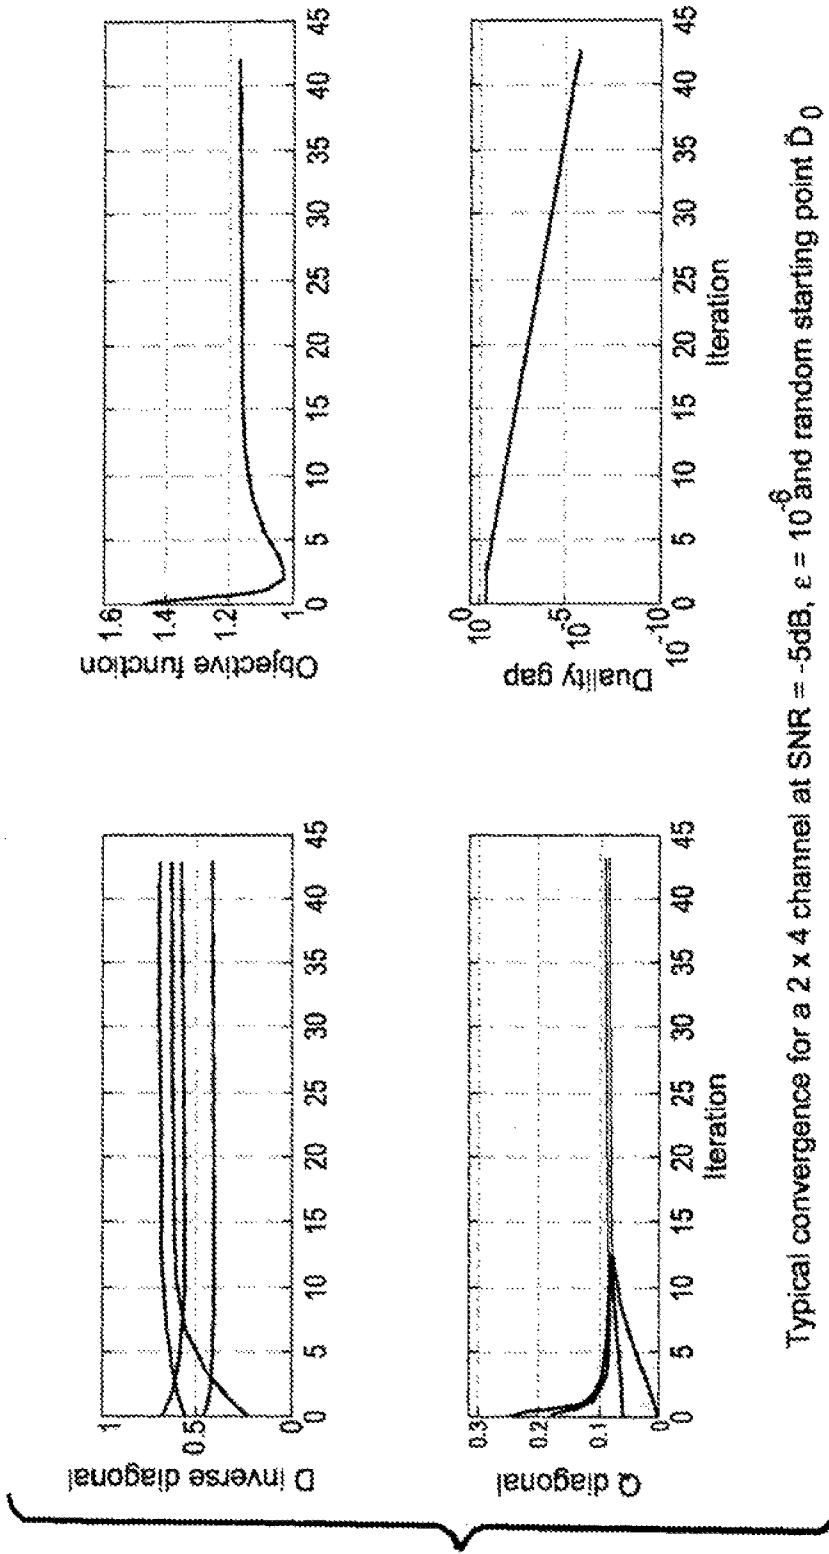 D inverse diagonal
1
0.5
0
0 5 10 15 20 25 30 35 40 45
Objective function
1.6
1.4
1.2
1
0 5 10 15 20 25 30 35 40 45
Q diagonal
0.3
0.2
0.1
0
0 5 10 15 20 25 30 35 40 45
Iteration
Duality gap
10^0
10^-5
10^-10
0 5 10 15 20 25 30 35 40 45
Iteration
Typical convergence for a 2 x 4 channel at SNR = -5dB, ε = 10^-6 and random starting point D̃_0